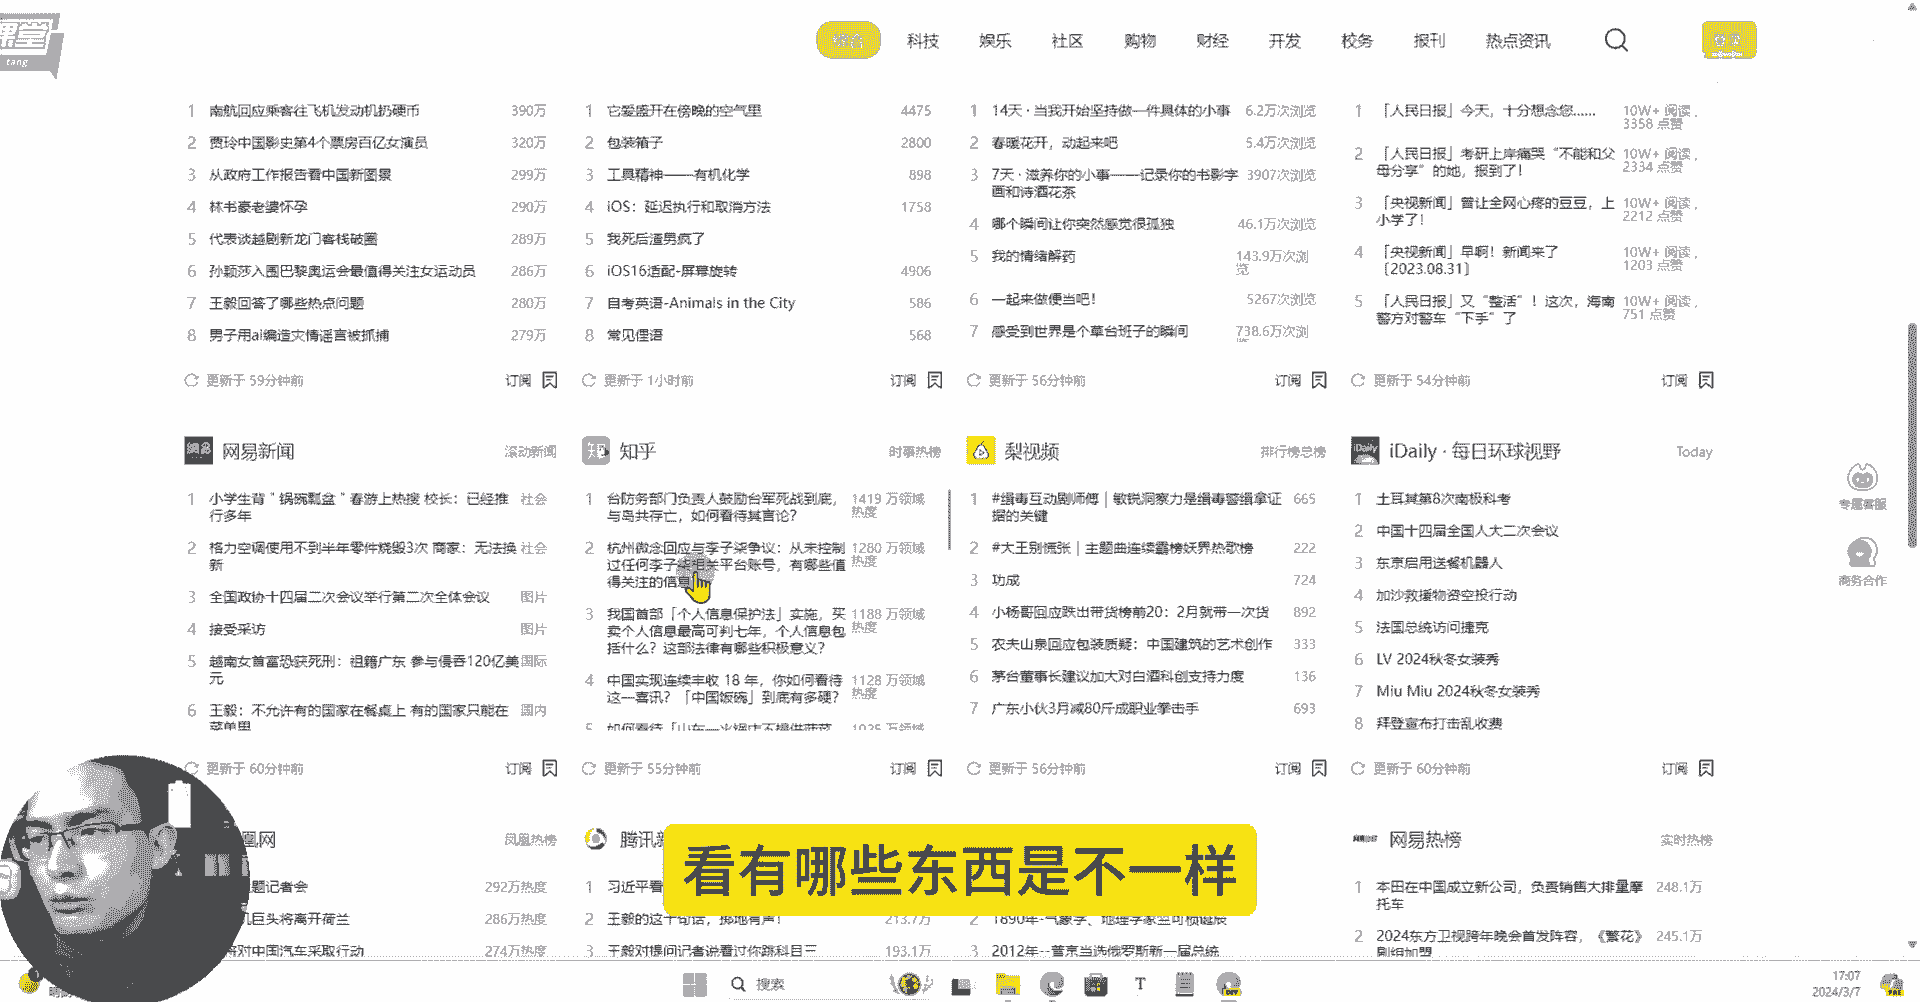 课堂
tang
科技
娱乐
社区
购物
财经
开发
校务
报刊
热点资讯
1 南航回应乘客往飞机发动机扔硬币 390万
2 贾玲中国影史第4个票房百亿女演员 320万
3 从政府工作报告看中国新图景 299万
4 林书豪老婆怀孕 290万
5 代表谈越剧新龙门客栈破圈 289万
6 孙颖莎入围巴黎奥运会最值得关注女运动员 286万
7 王毅回答了哪些热点问题 280万
8 男子用ai编造灾情谣言被抓捕 279万
更新于 59分钟前 订阅
1 它爱盛开在傍晚的空气里 4475
2 包装箱子 2800
3 工具精神——有机化学 898
4 iOS：延迟执行和取消方法 1758
5 我死后渣男疯了
6 iOS16适配-屏幕旋转 4906
7 自考英语-Animals in the City 586
8 常见俚语 568
更新于 1小时前 订阅
1 14天 · 当我开始坚持做一件具体的小事 6.2万次浏览
2 春暖花开，动起来吧 5.4万次浏览
3 7天 · 滋养你的小事——记录你的书影字 3907次浏览
画和诗酒花茶
4 哪个瞬间让你突然感觉很孤独 46.1万次浏览
5 我的情绪解药 143.9万次浏
览
6 一起来做便当吧！ 5267次浏览
7 感受到世界是个草台班子的瞬间 738.6万次浏
更新于 56分钟前 订阅
1 「人民日报」今天，十分想念您…… 10W+ 阅读，
3358 点赞
2 「人民日报」考研上岸痛哭“不能和父 10W+ 阅读，
母分享”的她，报到了！ 2334 点赞
3 「央视新闻」曾让全网心疼的豆豆，上 10W+ 阅读，
小学了！ 2212 点赞
4 「央视新闻」早啊！新闻来了 10W+ 阅读，
〔2023.08.31〕 1203 点赞
5 「人民日报」又“整活”！这次，海南 10W+ 阅读，
警方对警车“下手”了 751 点赞
更新于 54分钟前 订阅
网易新闻 滚动新闻
1 小学生背＂锅碗瓢盆＂春游上热搜 校长：已经推 社会
行多年
2 格力空调使用不到半年零件烧毁3次 商家：无法换 社会
新
3 全国政协十四届二次会议举行第二次全体会议 图片
4 接受采访 图片
5 越南女首富恐获死刑：祖籍广东 参与侵吞120亿美 国际
元
6 王毅：不允许有的国家在餐桌上 有的国家只能在 国内
菜单里
更新于 60分钟前 订阅
知乎 时事热榜
1 台防务部门负责人鼓励台军死战到底， 1419 万领域
与岛共存亡，如何看待其言论？ 热度
2 杭州微念回应与李子柒争议：从未控制 1280 万领域
过任何李子柒相关平台账号，有哪些值 热度
得关注的信息
3 我国首部「个人信息保护法」实施，买 1188 万领域
卖个人信息最高可判七年，个人信息包 热度
括什么？这部法律有哪些积极意义？
4 中国实现连续丰收 18 年，你如何看待 1128 万领域
这一喜讯？「中国饭碗」到底有多硬？ 热度
5 如何看待「山东一火锅店不提供菠菜 1025 万领域
更新于 55分钟前 订阅
梨视频 排行榜总榜
1 #缉毒互动剧师傅｜敏锐洞察力是缉毒警缉拿证 665
据的关键
2 #大王别慌张｜主题曲连续霸榜妖界热歌榜 222
3 功成 724
4 小杨哥回应跌出带货榜前20：2月就带一次货 892
5 农夫山泉回应包装质疑：中国建筑的艺术创作 333
6 茅台董事长建议加大对白酒科创支持力度 136
7 广东小伙3月减80斤成职业拳击手 693
更新于 56分钟前 订阅
iDaily
iDaily · 每日环球视野 Today
1 土耳其第8次南极科考
2 中国十四届全国人大二次会议
3 东京启用送餐机器人
4 加沙救援物资空投行动
5 法国总统访问捷克
6 LV 2024秋冬女装秀
7 Miu Miu 2024秋冬女装秀
8 拜登宣布打击乱收费
更新于 60分钟前 订阅
专属客服
商务合作
凰网 凤凰热榜
题记者会 292万热度
机巨头将离开荷兰 286万热度
将对中国汽车采取行动 274万热度
腾讯新
1 习近平看
2 王毅的这十句话，掷地有声！ 213.7万
3 王毅对提问记者说看过你跳科目三 193.1万
2 1890年-气象学、地理学家竺可桢诞辰
3 2012年--普京当选俄罗斯新一届总统
网易热榜 实时热榜
1 本田在中国成立新公司，负责销售大排量摩 248.1万
托车
2 2024东方卫视跨年晚会首发阵容，《繁花》 245.1万
剧组加盟
看有哪些东西是不一样
搜索
17:07
2024/3/7